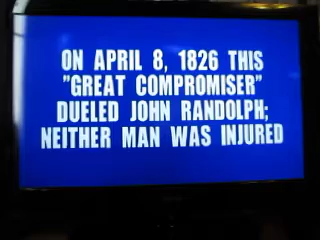 ON APRIL 8, 1826 THIS
"GREAT COMPROMISER"
DUELED JOHN RANDOLPH;
NEITHER MAN WAS INJURED